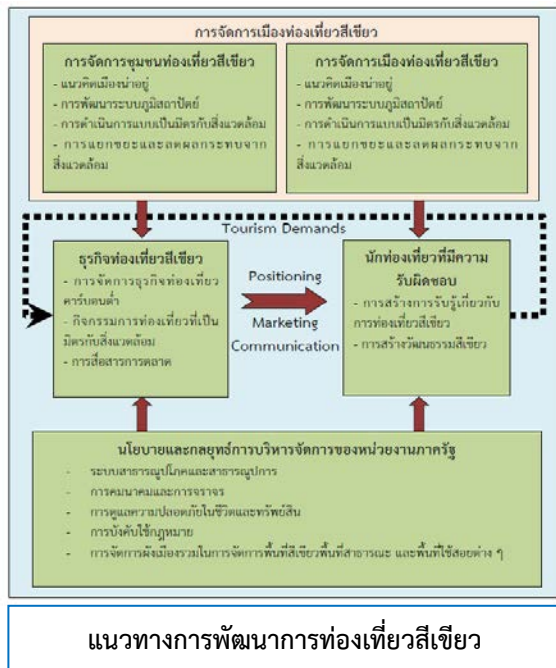 การจัดการเมืองท่องเที่ยวสีเขียว
การจัดการชุมชนท่องเที่ยวสีเขียว
- แนวคิดเมืองน่าอยู่
- การพัฒนาระบบภูมิสถาปัตย์
- การดำเนินการแบบเป็นมิตรกับสิ่งแวดล้อม
- การแยกขยะและลดผลกระทบจาก
สิ่งแวดล้อม
การจัดการเมืองท่องเที่ยวสีเขียว
- แนวคิดเมืองน่าอยู่
- การพัฒนาระบบภูมิสถาปัตย์
- การดำเนินการแบบเป็นมิตรกับสิ่งแวดล้อม
- การแยกขยะและลดผลกระทบจาก
สิ่งแวดล้อม
Tourism Demands
ธุรกิจท่องเที่ยวสีเขียว
- การจัดการธุรกิจท่องเที่ยว
คาร์บอนต่ำ
- กิจกรรมการท่องเที่ยวที่เป็น
มิตรกับสิ่งแวดล้อม
- การสื่อสารการตลาด
Positioning
Marketing
Communication
นักท่องเที่ยวที่มีความ
รับผิดชอบ
- การสร้างการรับรู้เกี่ยวกับ
การท่องเที่ยวสีเขียว
- การสร้างวัฒนธรรมสีเขียว
นโยบายและกลยุทธ์การบริหารจัดการของหน่วยงานภาครัฐ
- ระบบสาธารณูปโภคและสาธารณูปการ
- การคมนาคมและการจราจร
- การดูแลความปลอดภัยในชีวิตและทรัพย์สิน
- การบังคับใช้กฎหมาย
- การจัดการผังเมืองรวมในการจัดการพื้นที่สีเขียวพื้นที่สาธารณะ และพื้นที่ใช้สอยต่าง ๆ
แนวทางการพัฒนาการท่องเที่ยวสีเขียว